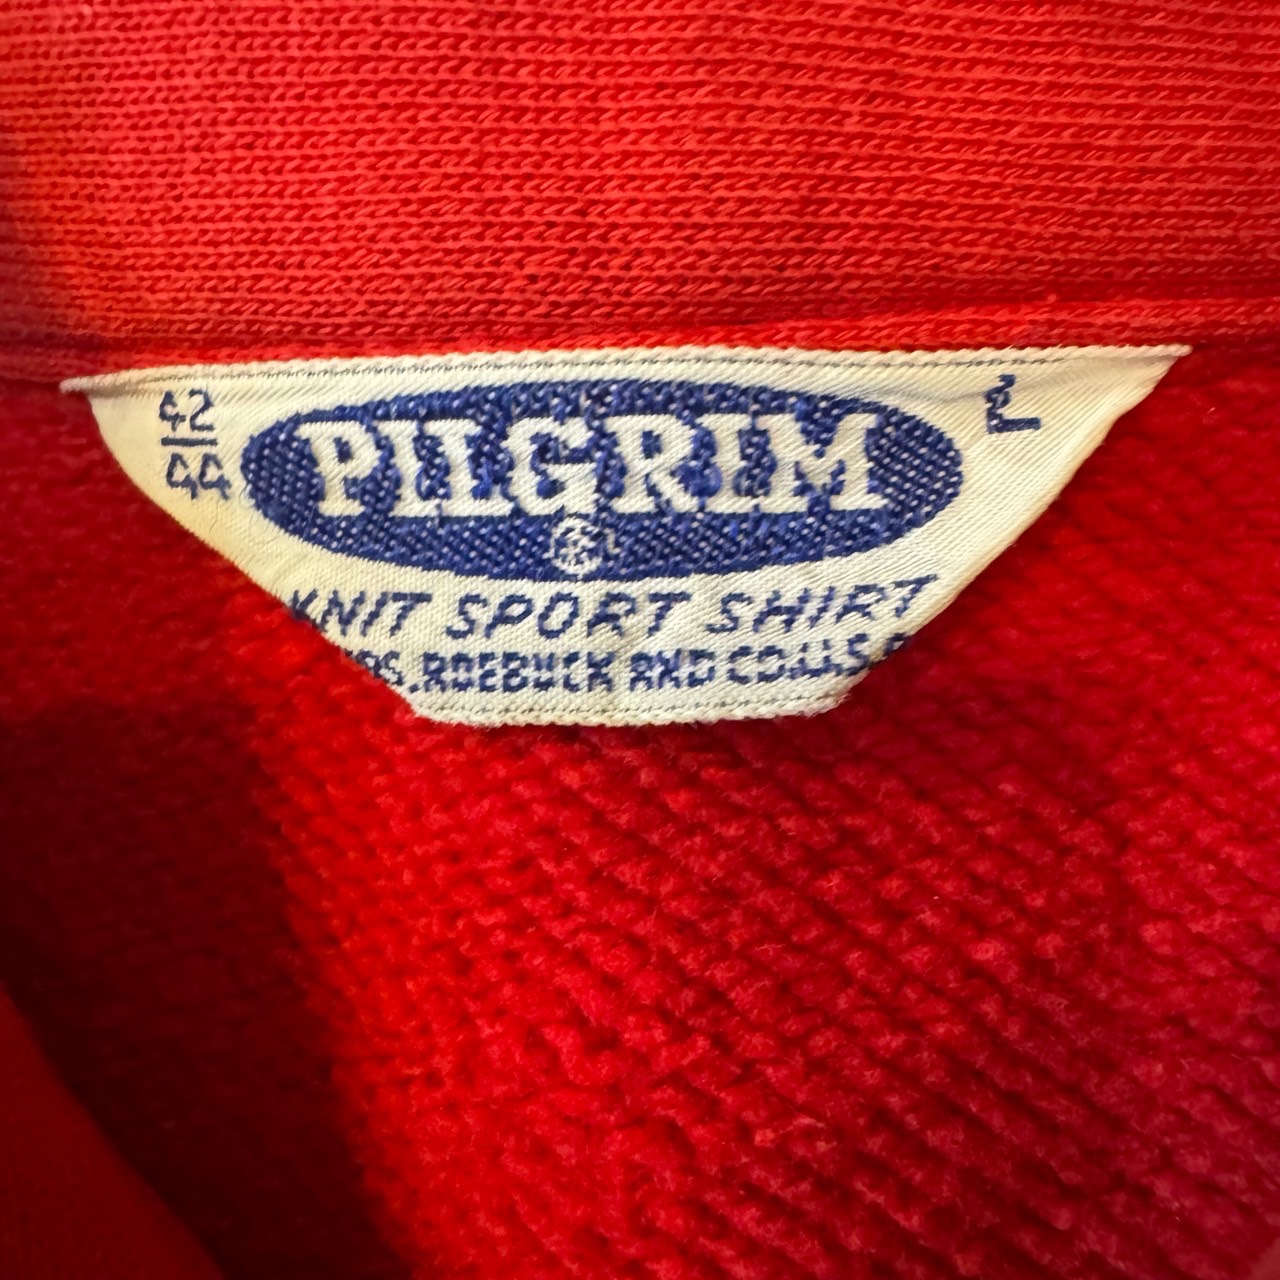 42
44
PILGRIM
L
KNIT SPORT SHIRT
ROEBUCK AND CO.U.S.